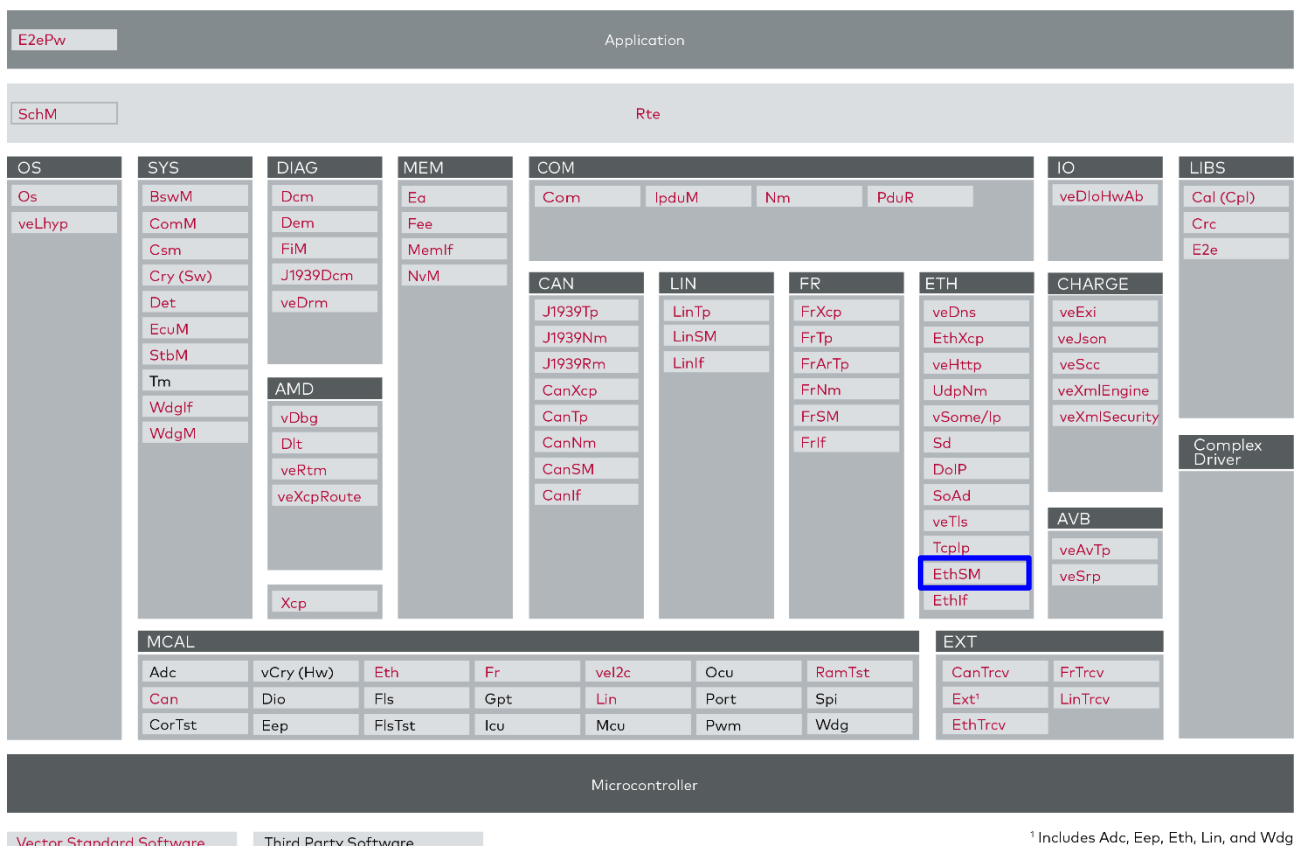 E2ePw
Application
SchM
Rte
OS
Os
veLhyp
SYS
BswM
ComM
Csm
Cry (Sw)
Det
EcuM
StbM
Tm
WdgIf
WdgM
DIAG
Dcm
Dem
FiM
J1939Dcm
veDrm
AMD
vDbg
Dlt
veRtm
veXcpRoute
Xcp
MEM
Ea
Fee
MemIf
NvM
COM
Com
IpduM
Nm
PduR
CAN
J1939Tp
J1939Nm
J1939Rm
CanXcp
CanTp
CanNm
CanSM
CanIf
LIN
LinTp
LinSM
LinIf
FR
FrXcp
FrTp
FrArTp
FrNm
FrSM
FrIf
ETH
veDns
EthXcp
veHttp
UdpNm
vSome/Ip
Sd
DoIP
SoAd
veTls
TcpIp
EthSM
EthIf
IO
veDIoHwAb
CHARGE
veExi
veJson
veScc
veXmlEngine
veXmlSecurity
AVB
veAvTp
veSrp
LIBS
Cal (Cpl)
Crc
E2e
Complex
Driver
MCAL
Adc
vCry (Hw)
Eth
Fr
veI2c
Ocu
RamTst
Can
Dio
Fls
Gpt
Lin
Port
Spi
CorTst
Eep
FlsTst
Icu
Mcu
Pwm
Wdg
EXT
CanTrcv
FrTrcv
Ext¹
LinTrcv
EthTrcv
Microcontroller
Vector Standard Software
Third Party Software
¹ Includes Adc, Eep, Eth, Lin, and Wdg